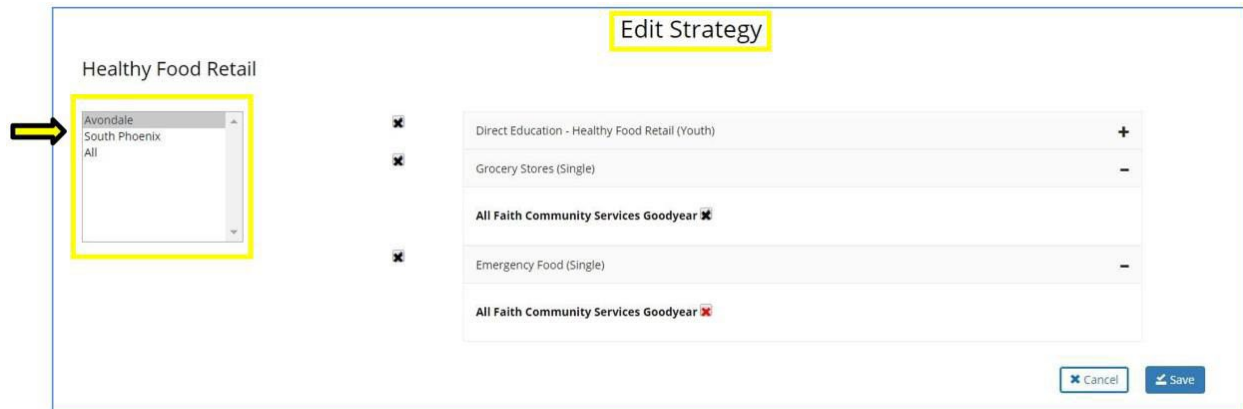 Edit Strategy
Healthy Food Retail
Avondale
South Phoenix
All
Direct Education - Healthy Food Retail (Youth)
Grocery Stores (Single)
All Faith Community Services Goodyear
Emergency Food (Single)
All Faith Community Services Goodyear
Cancel
Save